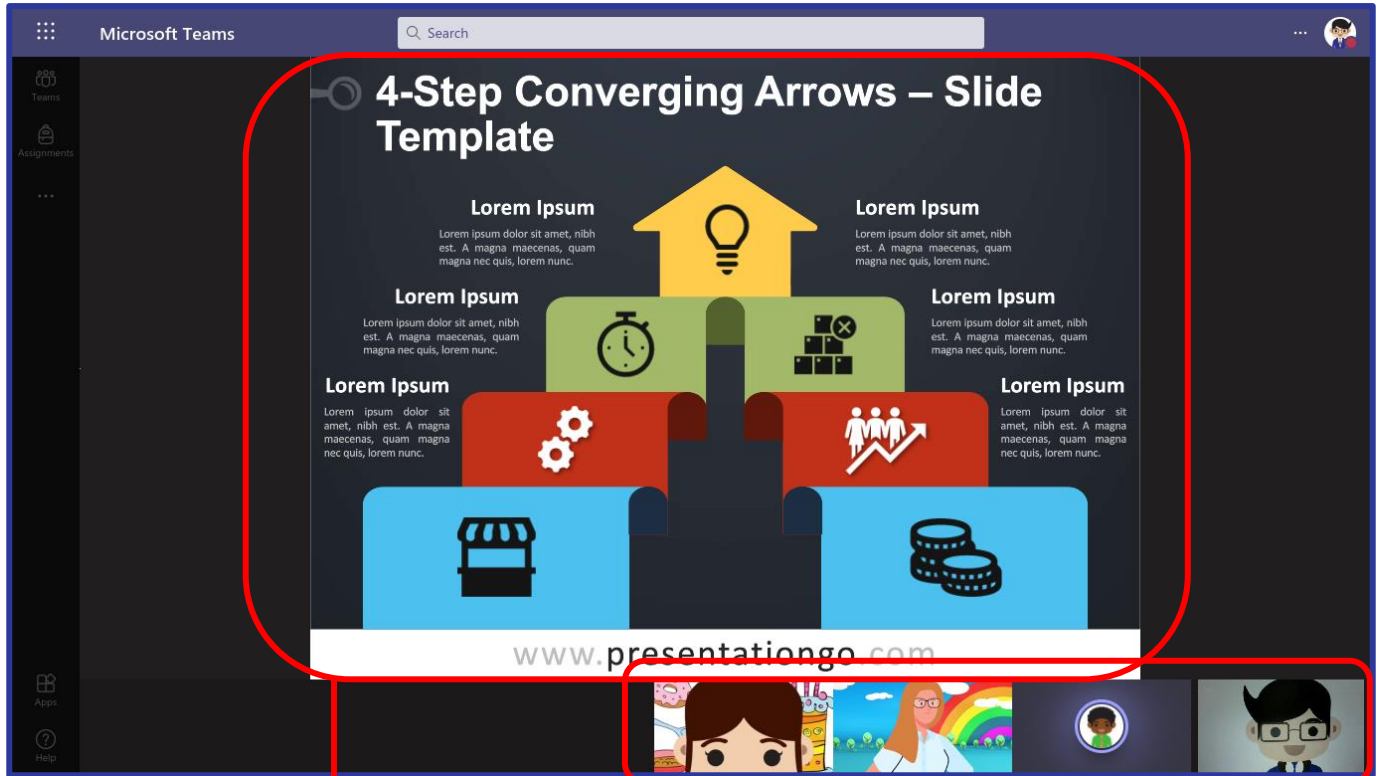 Microsoft Teams
Search
Teams
Assignments
4-Step Converging Arrows – Slide
Template
Lorem Ipsum
Lorem ipsum dolor sit amet, nibh
est. A magna maecenas, quam
magna nec quis, lorem nunc.
Lorem Ipsum
Lorem ipsum dolor sit amet, nibh
est. A magna maecenas, quam
magna nec quis, lorem nunc.
Lorem Ipsum
Lorem ipsum dolor sit amet, nibh
est. A magna maecenas, quam
magna nec quis, lorem nunc.
Lorem Ipsum
Lorem ipsum dolor sit amet, nibh
est. A magna maecenas, quam
magna nec quis, lorem nunc.
Lorem Ipsum
Lorem ipsum dolor sit
amet, nibh est. A magna
maecenas, quam magna
nec quis, lorem nunc.
Lorem Ipsum
Lorem ipsum dolor sit
amet, nibh est. A magna
maecenas, quam magna
nec quis, lorem nunc.
www.presentationgo.com
Apps
Help